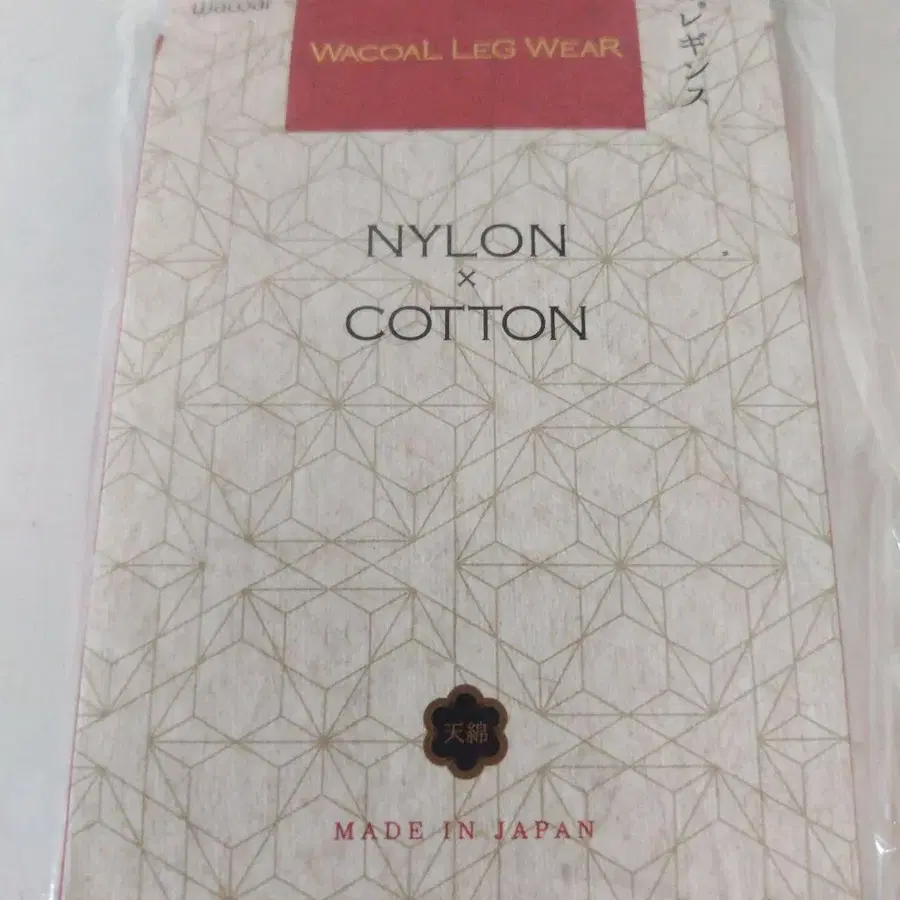 Wacoal
WACOAL LEG WEAR
レギンス
NYLON
×
COTTON
天綿
MADE IN JAPAN